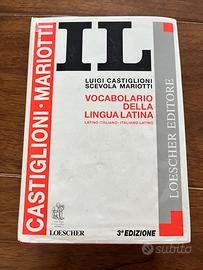 IL
LUIGI CASTIGLIONI
SCEVOLA MARIOTTI
VOCABOLARIO
DELLA
LINGUA LATINA
LATINO-ITALIANO · ITALIANO-LATINO
CASTIGLIONI · MARIOTTI
LOESCHER EDITORE
LOESCHER
3ª EDIZIONE
subito